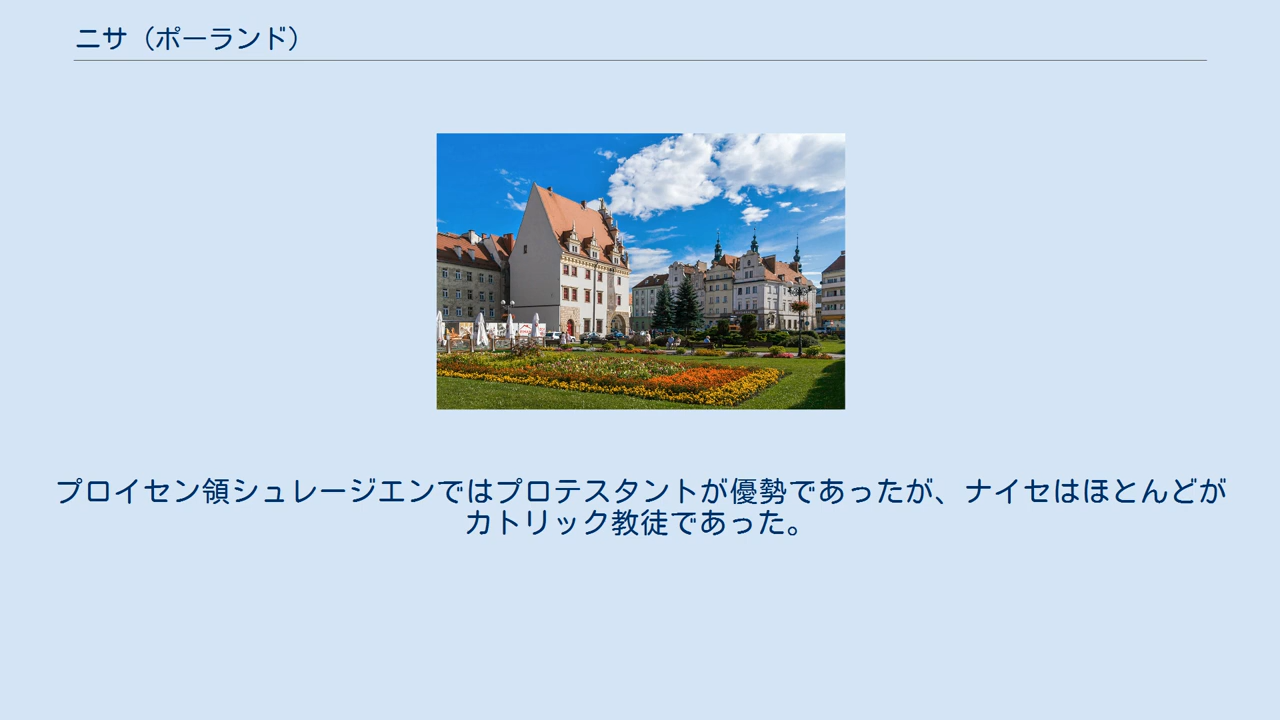 ニサ（ポーランド）
プロイセン領シュレージエンではプロテスタントが優勢であったが、ナイセはほとんどが
カトリック教徒であった。